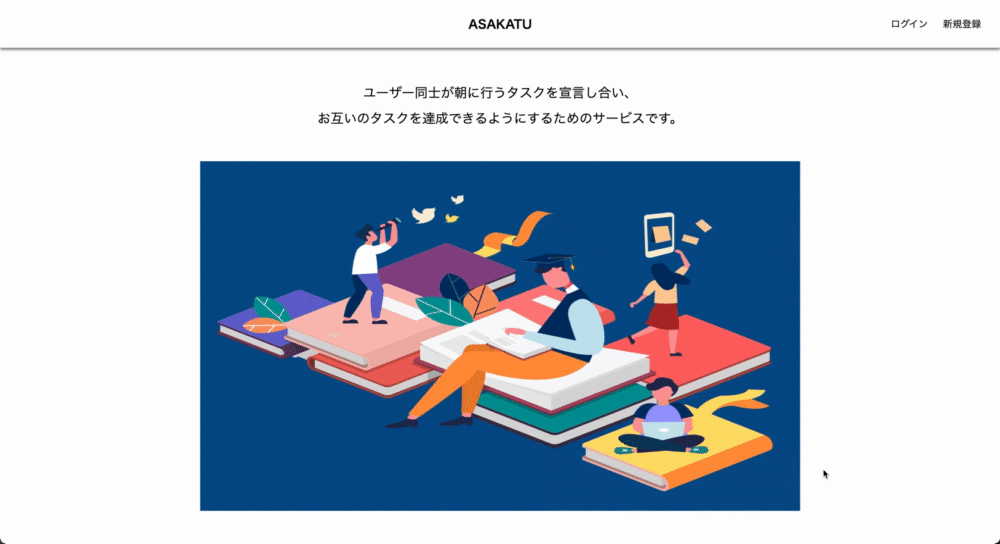 ASAKATU
ログイン 新規登録
ユーザー同士が朝に行うタスクを宣言し合い、
お互いのタスクを達成できるようにするためのサービスです。